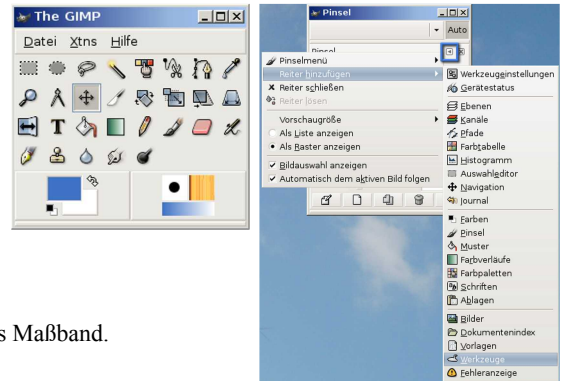 The GIMP
Datei Xtns Hilfe
Pinsel
Auto
Pinsel
Pinselmenü
Reiter hinzufügen
Reiter schließen
Reiter lösen
Vorschaugröße
Als Liste anzeigen
Als Raster anzeigen
Bildauswahl anzeigen
Automatisch dem aktiven Bild folgen
Werkzeugeinstellungen
Gerätestatus
Ebenen
Kanäle
Pfade
Farbtabelle
Histogramm
Auswahleditor
Navigation
Journal
Farben
Pinsel
Muster
Farbverläufe
Farbpaletten
Schriften
Ablagen
Bilder
Dokumentenindex
Vorlagen
Werkzeuge
Fehleranzeige
s Maßband.